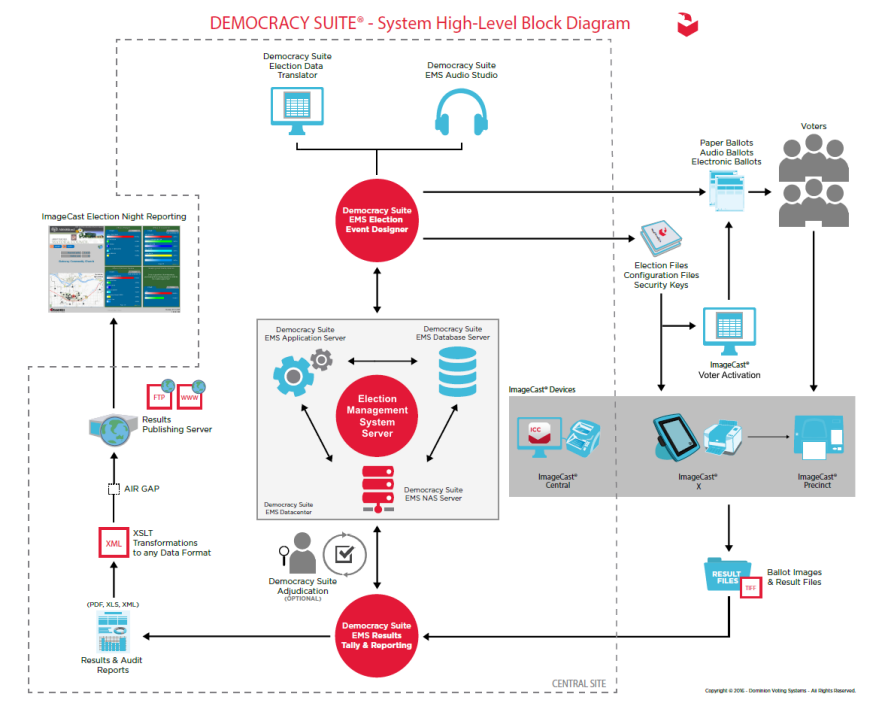 DEMOCRACY SUITE® - System High-Level Block Diagram
Democracy Suite
Election Data
Translator
Democracy Suite
EMS Audio Studio
Paper Ballots
Audio Ballots
Electronic Ballots
Voters
Democracy Suite
EMS Election
Event Designer
ImageCast Election Night Reporting
Election Files
Configuration Files
Security Keys
Democracy Suite
EMS Application Server
Democracy Suite
EMS Database Server
ImageCast®
Voter Activation
FTP
WWW
Results
Publishing Server
Election
Management
System
Server
ImageCast® Devices
ICC
ImageCast®
Central
ImageCast®
X
ImageCast®
Precinct
AIR GAP
Democracy Suite
EMS NAS Server
Democracy Suite
EMS Datacenter
XML
XSLT
Transformations
to any Data Format
Democracy Suite
Adjudication
(OPTIONAL)
RESULT
FILES
TIFF
Ballot Images
& Result Files
(PDF, XLS, XML)
Results & Audit
Reports
Democracy Suite
EMS Results
Tally & Reporting
CENTRAL SITE
Copyright © 2016 - Dominion Voting Systems - All Rights Reserved.